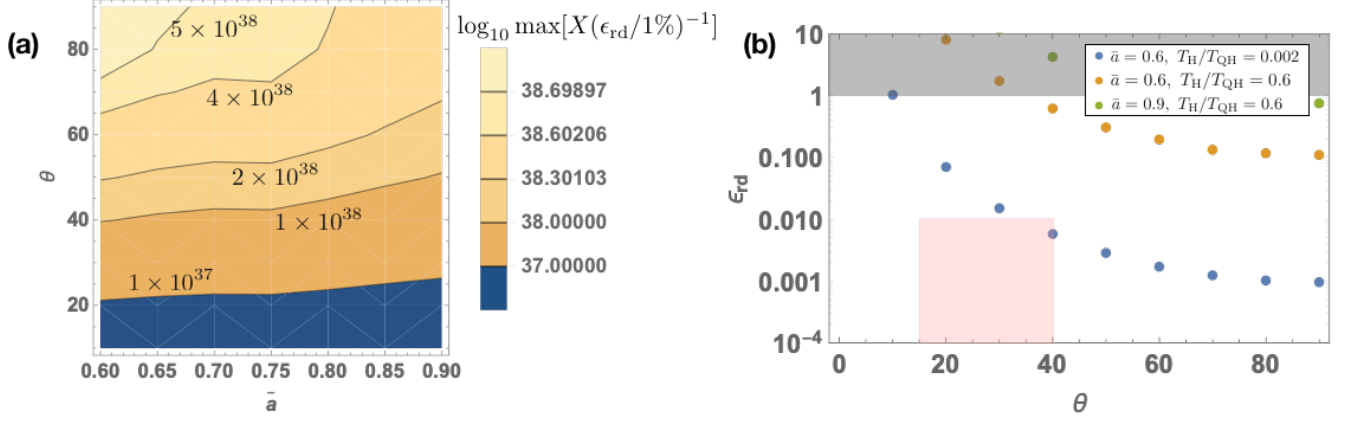 (a)
log₁₀ max[X(ϵ_rd/1%)⁻¹]
5 × 10³⁸
4 × 10³⁸
2 × 10³⁸
1 × 10³⁸
1 × 10³⁷
80
60
40
20
θ
0.60 0.65 0.70 0.75 0.80 0.85 0.90
ā
38.69897
38.60206
38.30103
38.00000
37.00000
(b)
10
1
0.100
0.010
0.001
10⁻⁴
ϵ_rd
ā = 0.6, T_H/T_QH = 0.002
ā = 0.6, T_H/T_QH = 0.6
ā = 0.9, T_H/T_QH = 0.6
0 20 40 60 80
θ